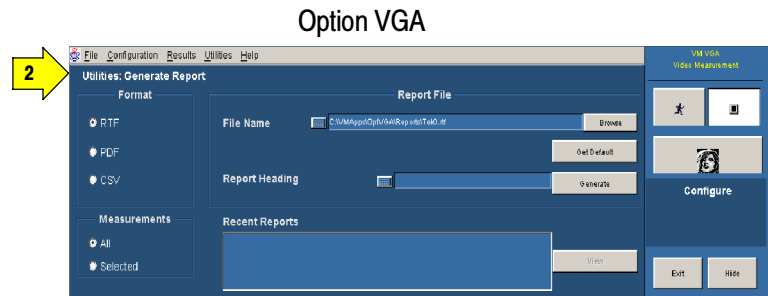 Option VGA
2
File Configuration Results Utilities Help
VM VGA
Video Measurement
Utilities: Generate Report
Format
Report File
RTF
File Name
C:\VMApps\OptVGA\Reports\Tek0.rtf
Browse
PDF
Get Default
CSV
Report Heading
Generate
Configure
Measurements
Recent Reports
All
Selected
View
Exit
Hide